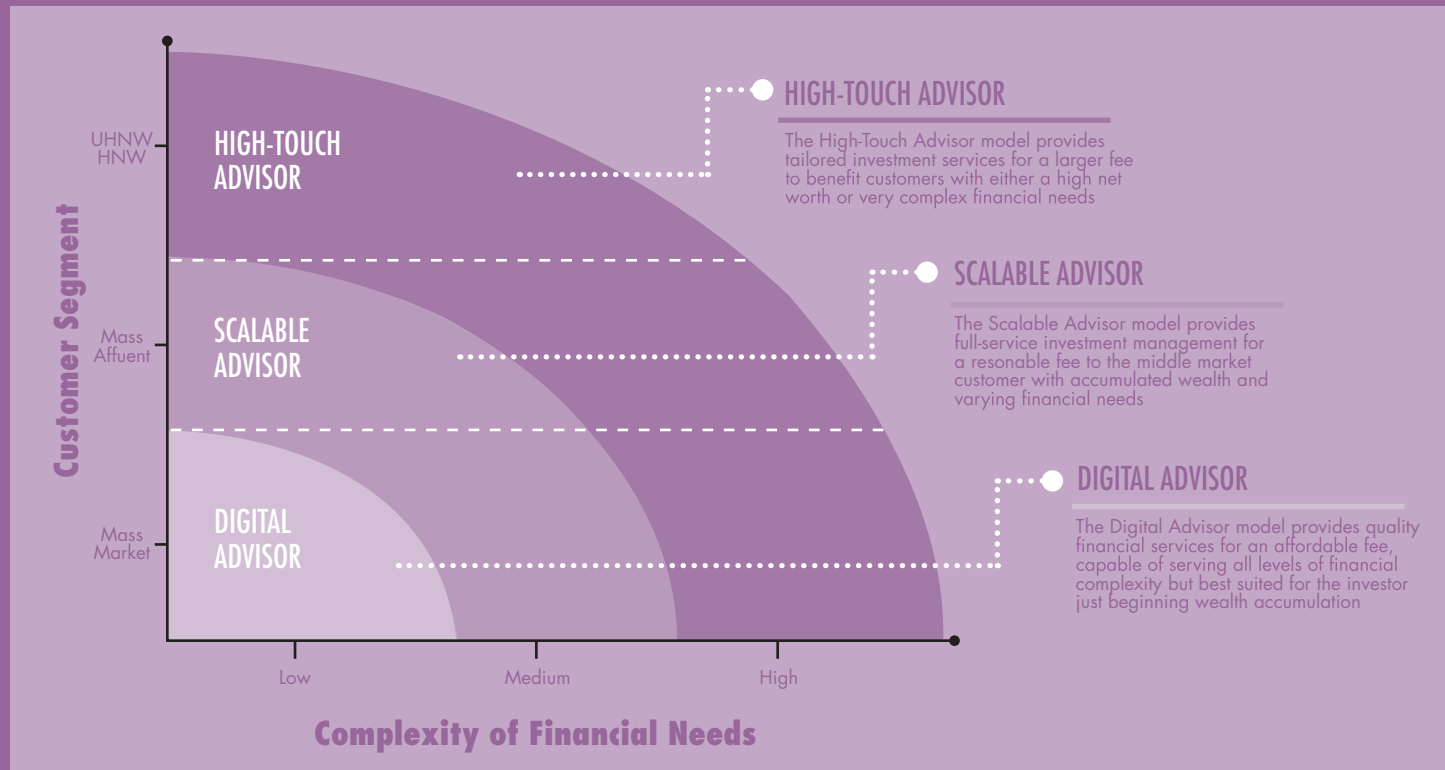 HIGH-TOUCH ADVISOR
The High-Touch Advisor model provides
tailored investment services for a larger fee
to benefit customers with either a high net
worth or very complex financial needs
UHNW
HNW
HIGH-TOUCH
ADVISOR
Customer Segment
SCALABLE ADVISOR
The Scalable Advisor model provides
full-service investment management for
a resonable fee to the middle market
customer with accumulated wealth and
varying financial needs
Mass
Affuent
SCALABLE
ADVISOR
DIGITAL ADVISOR
The Digital Advisor model provides quality
financial services for an affordable fee,
capable of serving all levels of financial
complexity but best suited for the investor
just beginning wealth accumulation
Mass
Market
DIGITAL
ADVISOR
Low
Medium
High
Complexity of Financial Needs